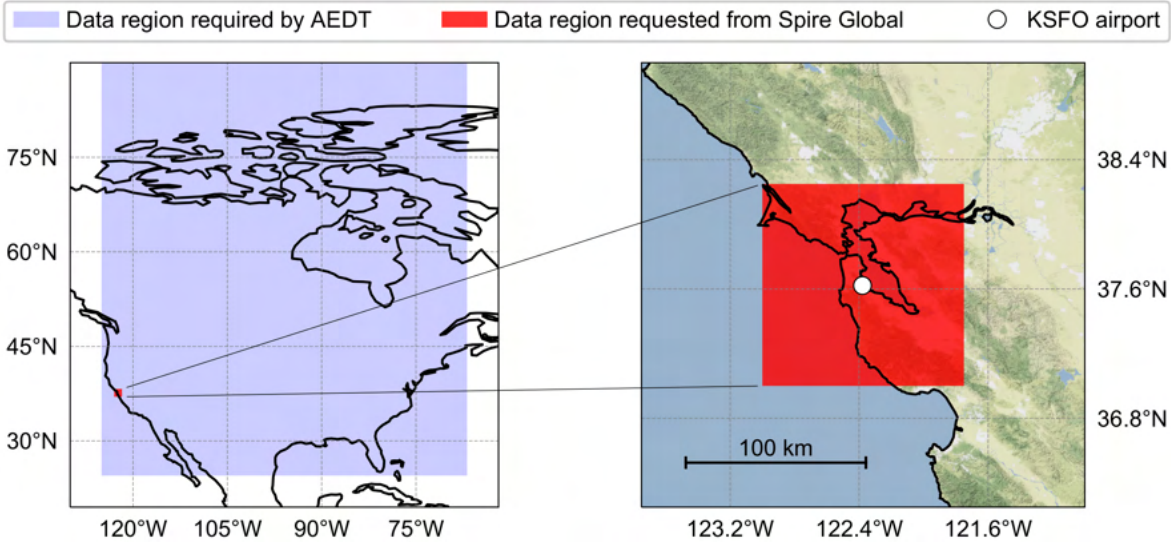 Data region required by AEDT
Data region requested from Spire Global
KSFO airport
75°N
60°N
45°N
30°N
120°W
105°W
90°W
75°W
38.4°N
37.6°N
36.8°N
100 km
123.2°W
122.4°W
121.6°W